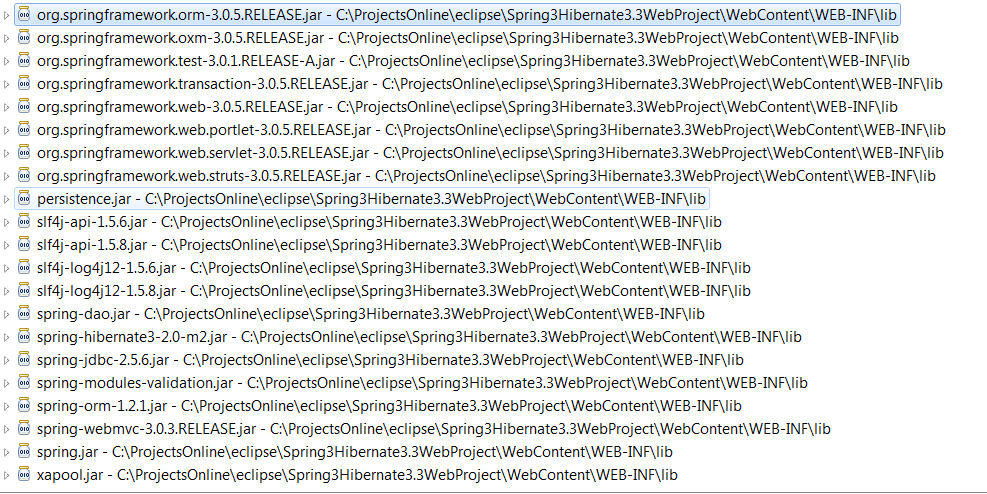 org.springframework.orm-3.0.5.RELEASE.jar - C:\ProjectsOnline\eclipse\Spring3Hibernate3.3WebProject\WebContent\WEB-INF\lib
org.springframework.oxm-3.0.5.RELEASE.jar - C:\ProjectsOnline\eclipse\Spring3Hibernate3.3WebProject\WebContent\WEB-INF\lib
org.springframework.test-3.0.1.RELEASE-A.jar - C:\ProjectsOnline\eclipse\Spring3Hibernate3.3WebProject\WebContent\WEB-INF\lib
org.springframework.transaction-3.0.5.RELEASE.jar - C:\ProjectsOnline\eclipse\Spring3Hibernate3.3WebProject\WebContent\WEB-INF\lib
org.springframework.web-3.0.5.RELEASE.jar - C:\ProjectsOnline\eclipse\Spring3Hibernate3.3WebProject\WebContent\WEB-INF\lib
org.springframework.web.portlet-3.0.5.RELEASE.jar - C:\ProjectsOnline\eclipse\Spring3Hibernate3.3WebProject\WebContent\WEB-INF\lib
org.springframework.web.servlet-3.0.5.RELEASE.jar - C:\ProjectsOnline\eclipse\Spring3Hibernate3.3WebProject\WebContent\WEB-INF\lib
org.springframework.web.struts-3.0.5.RELEASE.jar - C:\ProjectsOnline\eclipse\Spring3Hibernate3.3WebProject\WebContent\WEB-INF\lib
persistence.jar - C:\ProjectsOnline\eclipse\Spring3Hibernate3.3WebProject\WebContent\WEB-INF\lib
slf4j-api-1.5.6.jar - C:\ProjectsOnline\eclipse\Spring3Hibernate3.3WebProject\WebContent\WEB-INF\lib
slf4j-api-1.5.8.jar - C:\ProjectsOnline\eclipse\Spring3Hibernate3.3WebProject\WebContent\WEB-INF\lib
slf4j-log4j12-1.5.6.jar - C:\ProjectsOnline\eclipse\Spring3Hibernate3.3WebProject\WebContent\WEB-INF\lib
slf4j-log4j12-1.5.8.jar - C:\ProjectsOnline\eclipse\Spring3Hibernate3.3WebProject\WebContent\WEB-INF\lib
spring-dao.jar - C:\ProjectsOnline\eclipse\Spring3Hibernate3.3WebProject\WebContent\WEB-INF\lib
spring-hibernate3-2.0-m2.jar - C:\ProjectsOnline\eclipse\Spring3Hibernate3.3WebProject\WebContent\WEB-INF\lib
spring-jdbc-2.5.6.jar - C:\ProjectsOnline\eclipse\Spring3Hibernate3.3WebProject\WebContent\WEB-INF\lib
spring-modules-validation.jar - C:\ProjectsOnline\eclipse\Spring3Hibernate3.3WebProject\WebContent\WEB-INF\lib
spring-orm-1.2.1.jar - C:\ProjectsOnline\eclipse\Spring3Hibernate3.3WebProject\WebContent\WEB-INF\lib
spring-webmvc-3.0.3.RELEASE.jar - C:\ProjectsOnline\eclipse\Spring3Hibernate3.3WebProject\WebContent\WEB-INF\lib
spring.jar - C:\ProjectsOnline\eclipse\Spring3Hibernate3.3WebProject\WebContent\WEB-INF\lib
xapool.jar - C:\ProjectsOnline\eclipse\Spring3Hibernate3.3WebProject\WebContent\WEB-INF\lib